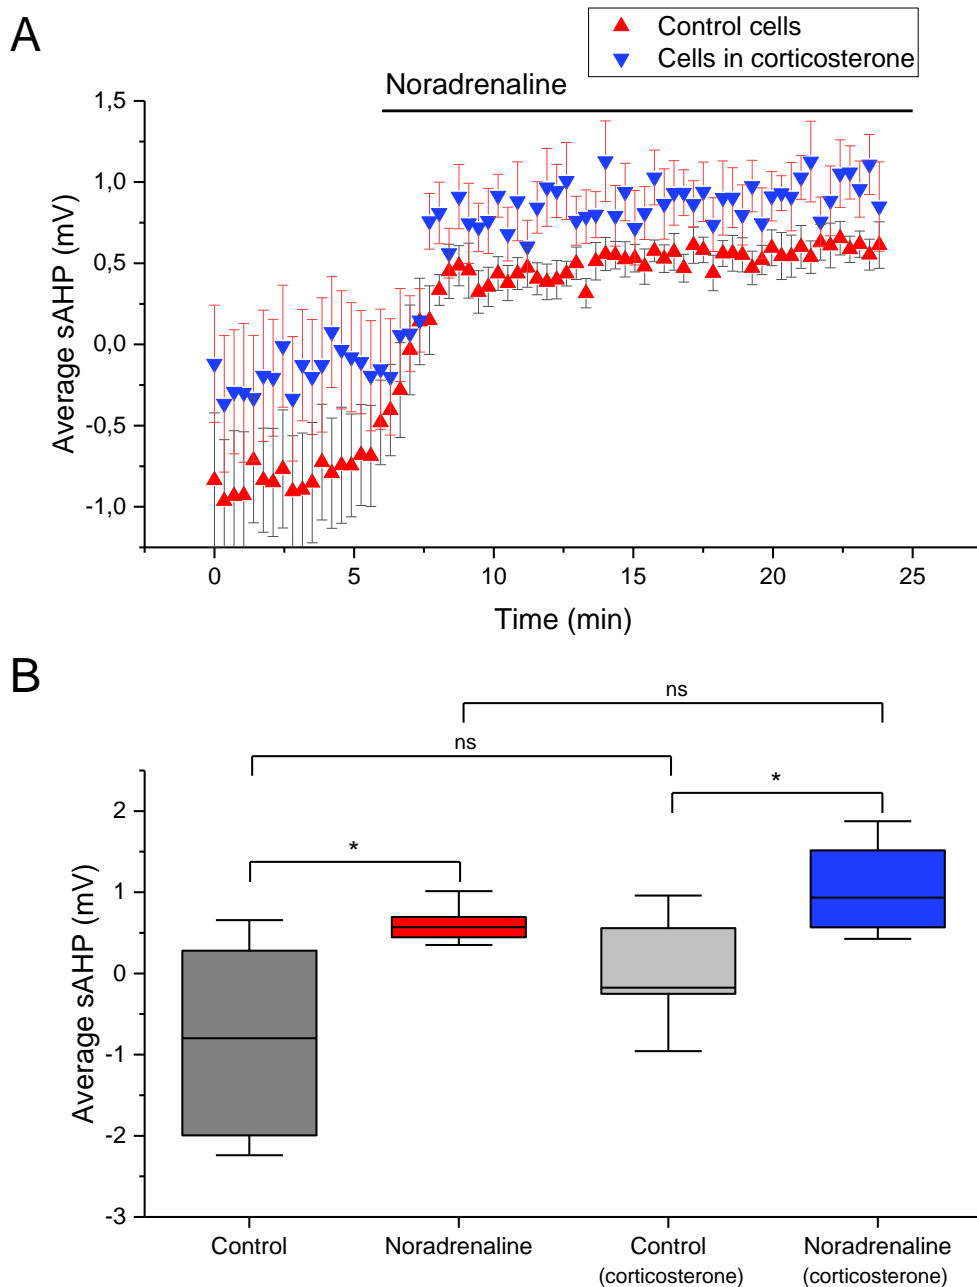 A
Control cells
Cells in corticosterone
Noradrenaline
1,5
1,0
0,5
0,0
-0,5
-1,0
Average sAHP (mV)
0
5
10
15
20
25
Time (min)
B
ns
ns
*
*
2
1
0
-1
-2
-3
Average sAHP (mV)
Control
Noradrenaline
Control
(corticosterone)
Noradrenaline
(corticosterone)